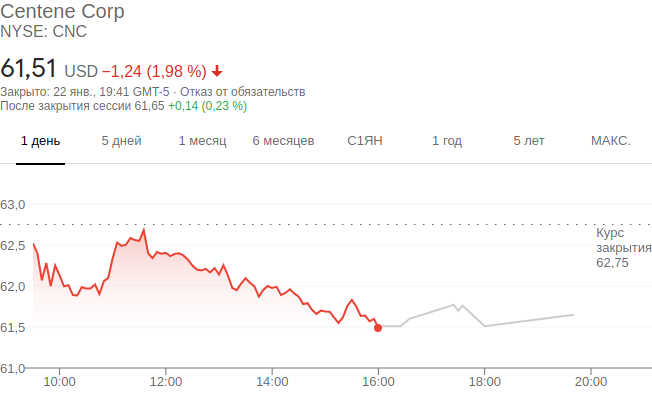 Centene Corp
NYSE: CNC
61,51 USD −1,24 (1,98 %)
Закрыто: 22 янв., 19:41 GMT-5 · Отказ от обязательств
После закрытия сессии 61,65 +0,14 (0,23 %)
1 день 5 дней 1 месяц 6 месяцев С1ЯН 1 год 5 лет МАКС.
63,0
Курс
закрытия
62,75
62,5
62,0
61,5
61,0
10:00 12:00 14:00 16:00 18:00 20:00